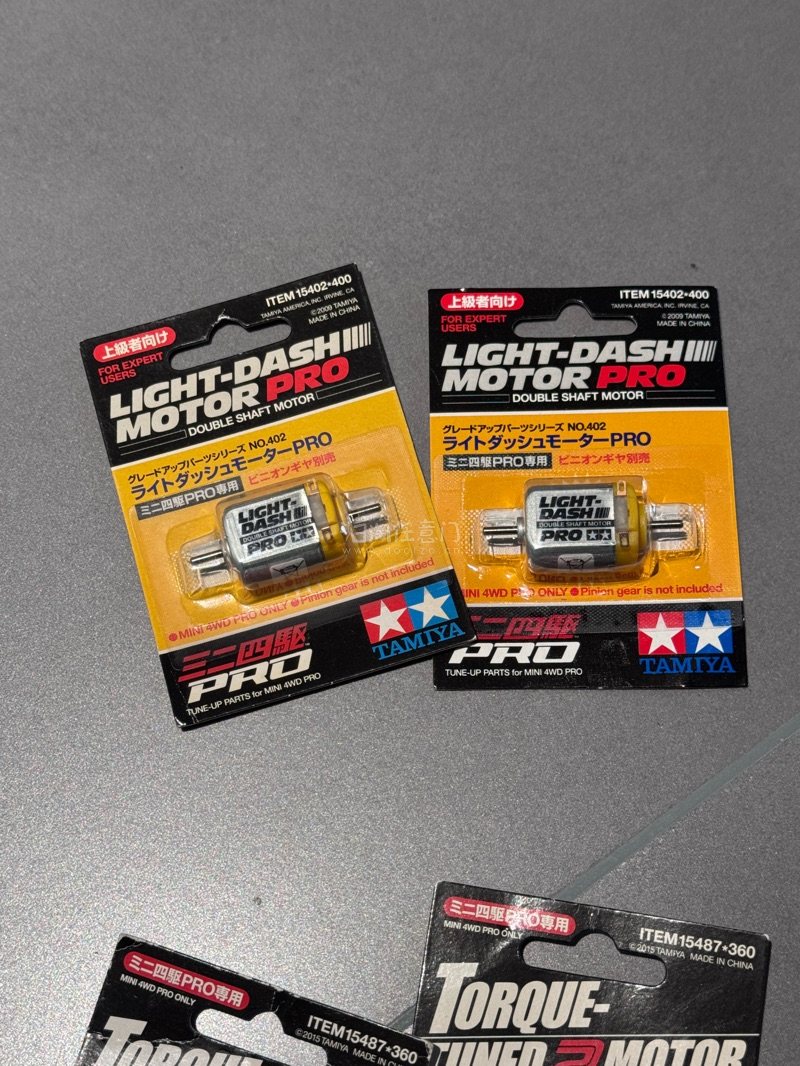 ITEM 15402*400
TAMIYA AMERICA, INC. IRVINE, CA
©2009 TAMIYA
MADE IN CHINA
上級者向け
FOR EXPERT
USERS
LIGHT-DASH
MOTOR PRO
DOUBLE SHAFT MOTOR
グレードアップパーツシリーズ NO.402
ライトダッシュモーターPRO
ミニ四駆PRO専用 ピニオンギヤ別売
LIGHT-
DASH
DOUBLE SHAFT MOTOR
PRO
MINI 4WD PRO ONLY ● Pinion gear is not included
ミニ四駆
PRO
TUNE-UP PARTS for MINI 4WD PRO
TAMIYA
上級者向け
FOR EXPERT
USERS
ITEM 15402*400
TAMIYA AMERICA, INC. IRVINE, CA
©2009 TAMIYA
MADE IN CHINA
LIGHT-DASH
MOTOR PRO
DOUBLE SHAFT MOTOR
グレードアップパーツシリーズ NO.402
ライトダッシュモーターPRO
ミニ四駆PRO専用 ピニオンギヤ別売
LIGHT-
DASH
DOUBLE SHAFT MOTOR
PRO
MINI 4WD PRO ONLY ● Pinion gear is not included
ミニ四駆
PRO
TUNE-UP PARTS for MINI 4WD PRO
TAMIYA
ミニ四駆PRO専用
MINI 4WD PRO ONLY
ITEM 15487*360
©2015 TAMIYA MADE IN CHINA
TORQUE-
ミニ四駆PRO専用
MINI 4WD PRO ONLY
ITEM 15487*360
©2015 TAMIYA MADE IN CHINA
TORQUE-
TUNED 2 MOTOR